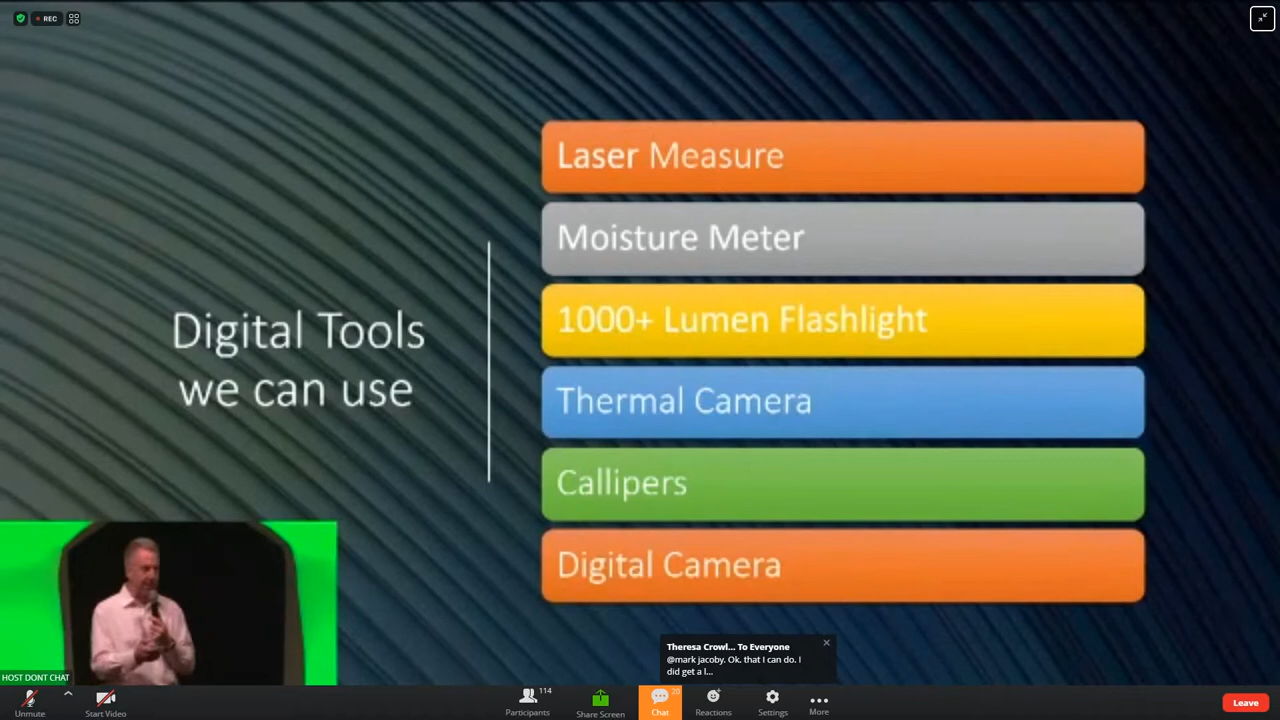 REC
Laser Measure
Moisture Meter
1000+ Lumen Flashlight
Digital Tools
we can use
Thermal Camera
Callipers
Digital Camera
Theresa Crowl... To Everyone
@mark jacoby. Ok. that I can do. I
did get a l...
HOST DONT CHAT
114
20
Unmute
Start Video
Participants
Share Screen
Chat
Reactions
Settings
More
Leave